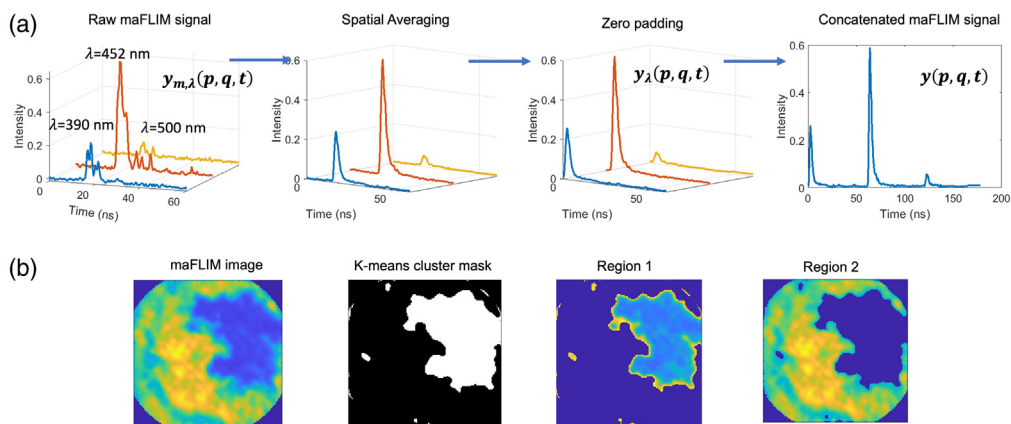 (a)
Raw maFLIM signal
Spatial Averaging
Zero padding
Concatenated maFLIM signal
λ=452 nm
y_{m,λ}(p, q, t)
λ=390 nm
λ=500 nm
Intensity
0.6
0.4
0.2
0
0
20
40
60
Time (ns)
Intensity
0.6
0.4
0.2
0
0
50
Time (ns)
y_λ(p, q, t)
Intensity
0.6
0.4
0.2
0
0
50
Time (ns)
y(p, q, t)
Intensity
0.6
0.4
0.2
0
0
50
100
150
200
Time (ns)
(b)
maFLIM image
K-means cluster mask
Region 1
Region 2